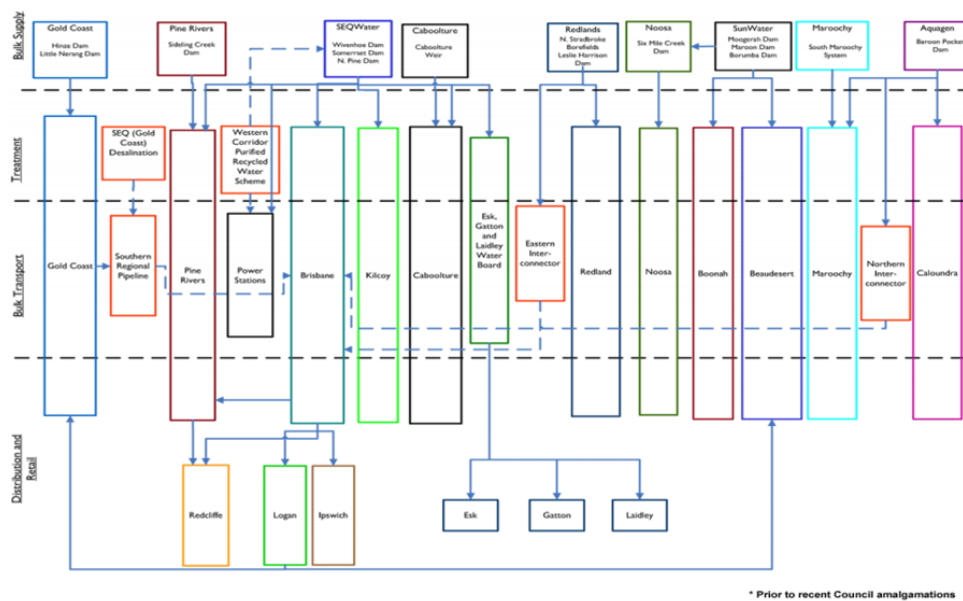 Bulk Supply
Gold Coast
Hinze Dam
Little Nerang Dam
Pine Rivers
Sideling Creek
Dam
SEQWater
Wivenhoe Dam
Somerset Dam
N. Pine Dam
Caboolture
Caboolture
Weir
Redlands
N. Stradbroke
Borefields
Leslie Harrison
Dam
Noosa
Six Mile Creek
Dam
SunWater
Moogerah Dam
Maroon Dam
Borumba Dam
Maroochy
South Maroochy
System
Aquagen
Baroon Pocket
Dam
Treatment
SEQ (Gold
Coast)
Desalination
Western
Corridor
Purified
Recycled
Water
Scheme
Bulk Transport
Gold Coast
Southern
Regional
Pipeline
Pine
Rivers
Power
Stations
Brisbane
Kilcoy
Caboolture
Esk,
Gatton
and
Laidley
Water
Board
Eastern
Inter-
connector
Redland
Noosa
Boonah
Beaudesert
Maroochy
Northern
Inter-
connector
Caloundra
Distribution and
Retail
Redcliffe
Logan
Ipswich
Esk
Gatton
Laidley
* Prior to recent Council amalgamations